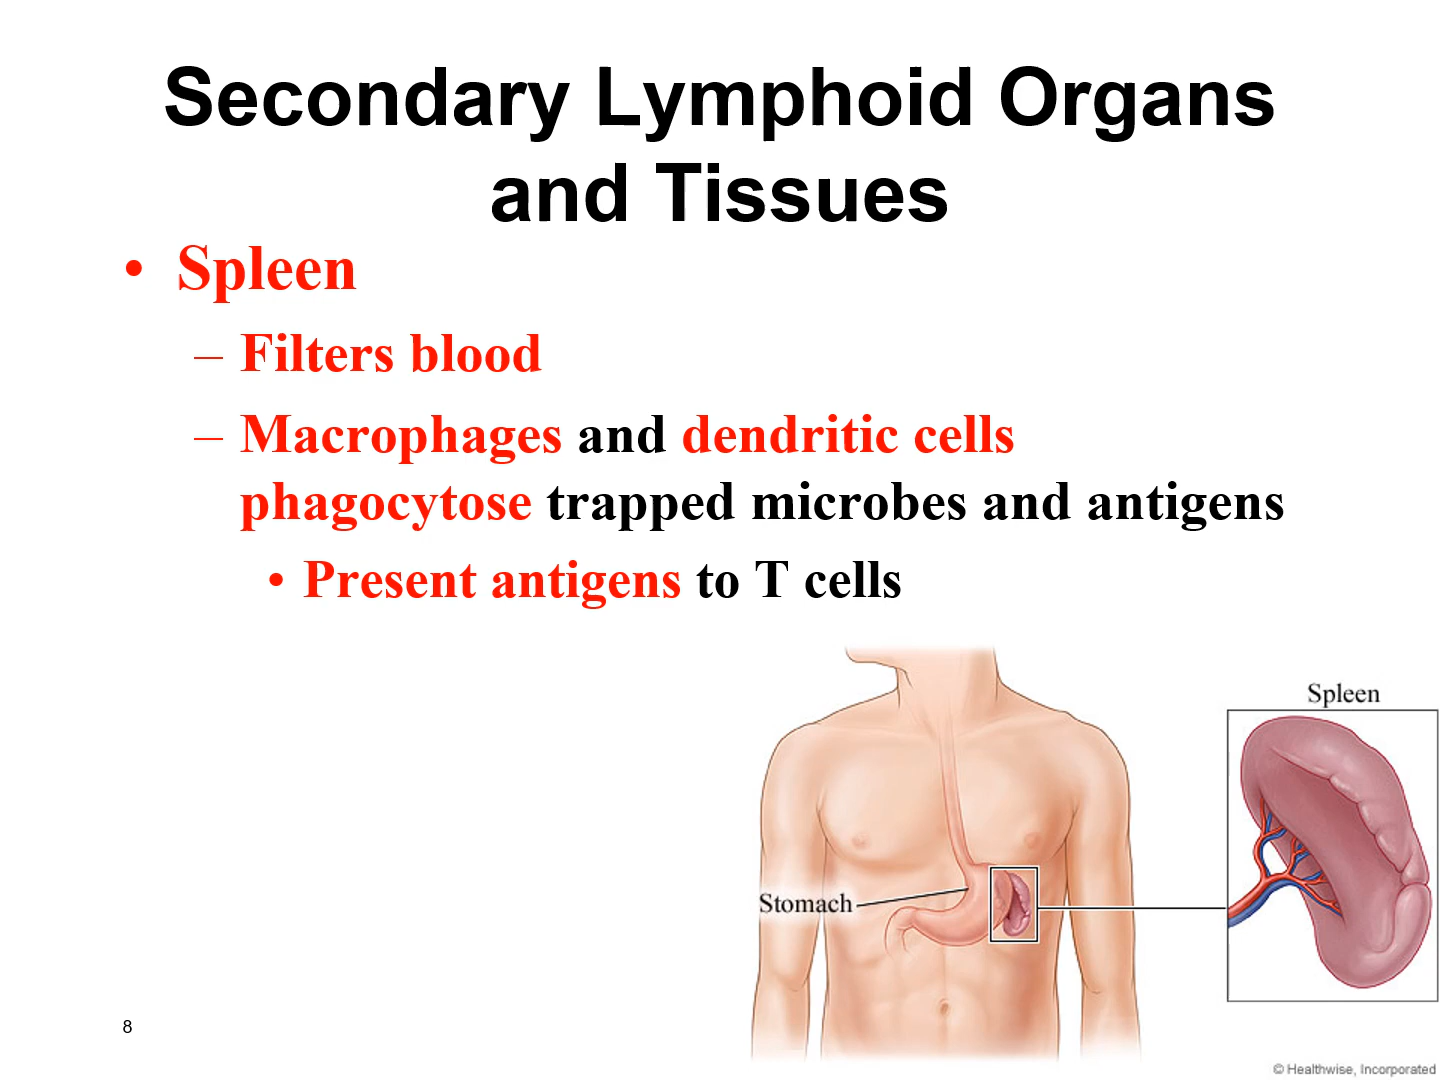 Secondary Lymphoid Organs
and Tissues
• Spleen
– Filters blood
– Macrophages and dendritic cells
phagocytose trapped microbes and antigens
• Present antigens to T cells
Spleen
Stomach
8
© Healthwise, Incorporated